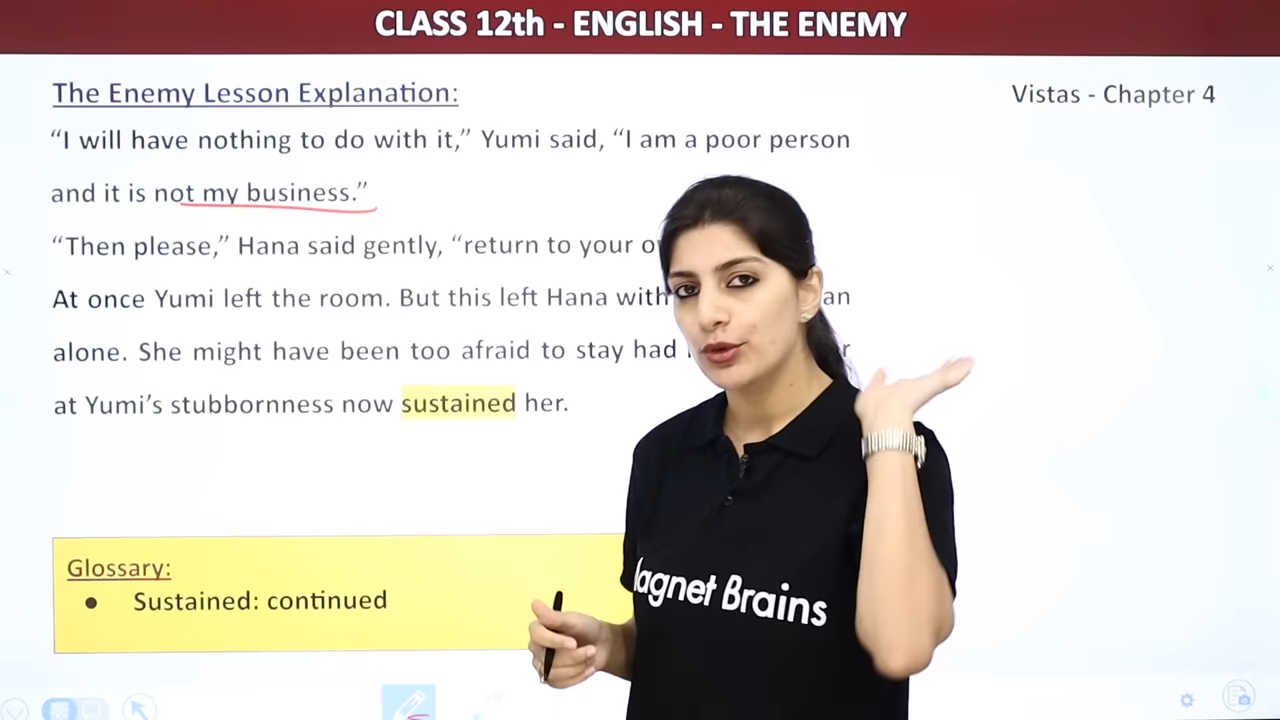 CLASS 12th - ENGLISH - THE ENEMY
The Enemy Lesson Explanation:
Vistas - Chapter 4
“I will have nothing to do with it,” Yumi said, “I am a poor person
and it is not my business.”
“Then please,” Hana said gently, “return to your
At once Yumi left the room. But this left Hana with
alone. She might have been too afraid to stay had
at Yumi’s stubbornness now sustained her.
Glossary:
● Sustained: continued
Magnet Brains